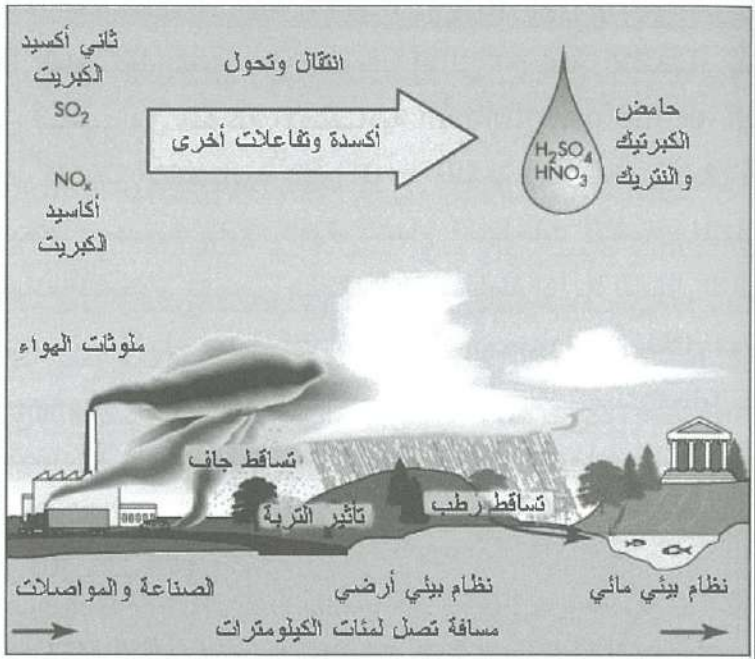 ثاني أكسيد
الكبريت
SO₂
انتقال وتحول
أكسدة وتفاعلات أخرى
حامض
الكبرتيك
والنتريك
H₂SO₄
HNO₃
NOₓ
أكاسيد
الكبريت
ملوثات الهواء
تساقط جاف
تأثير التربة
تساقط رطب
الصناعة والمواصلات
نظام بيئي أرضي
نظام بيئي مائي
مسافة تصل لمئات الكيلومترات